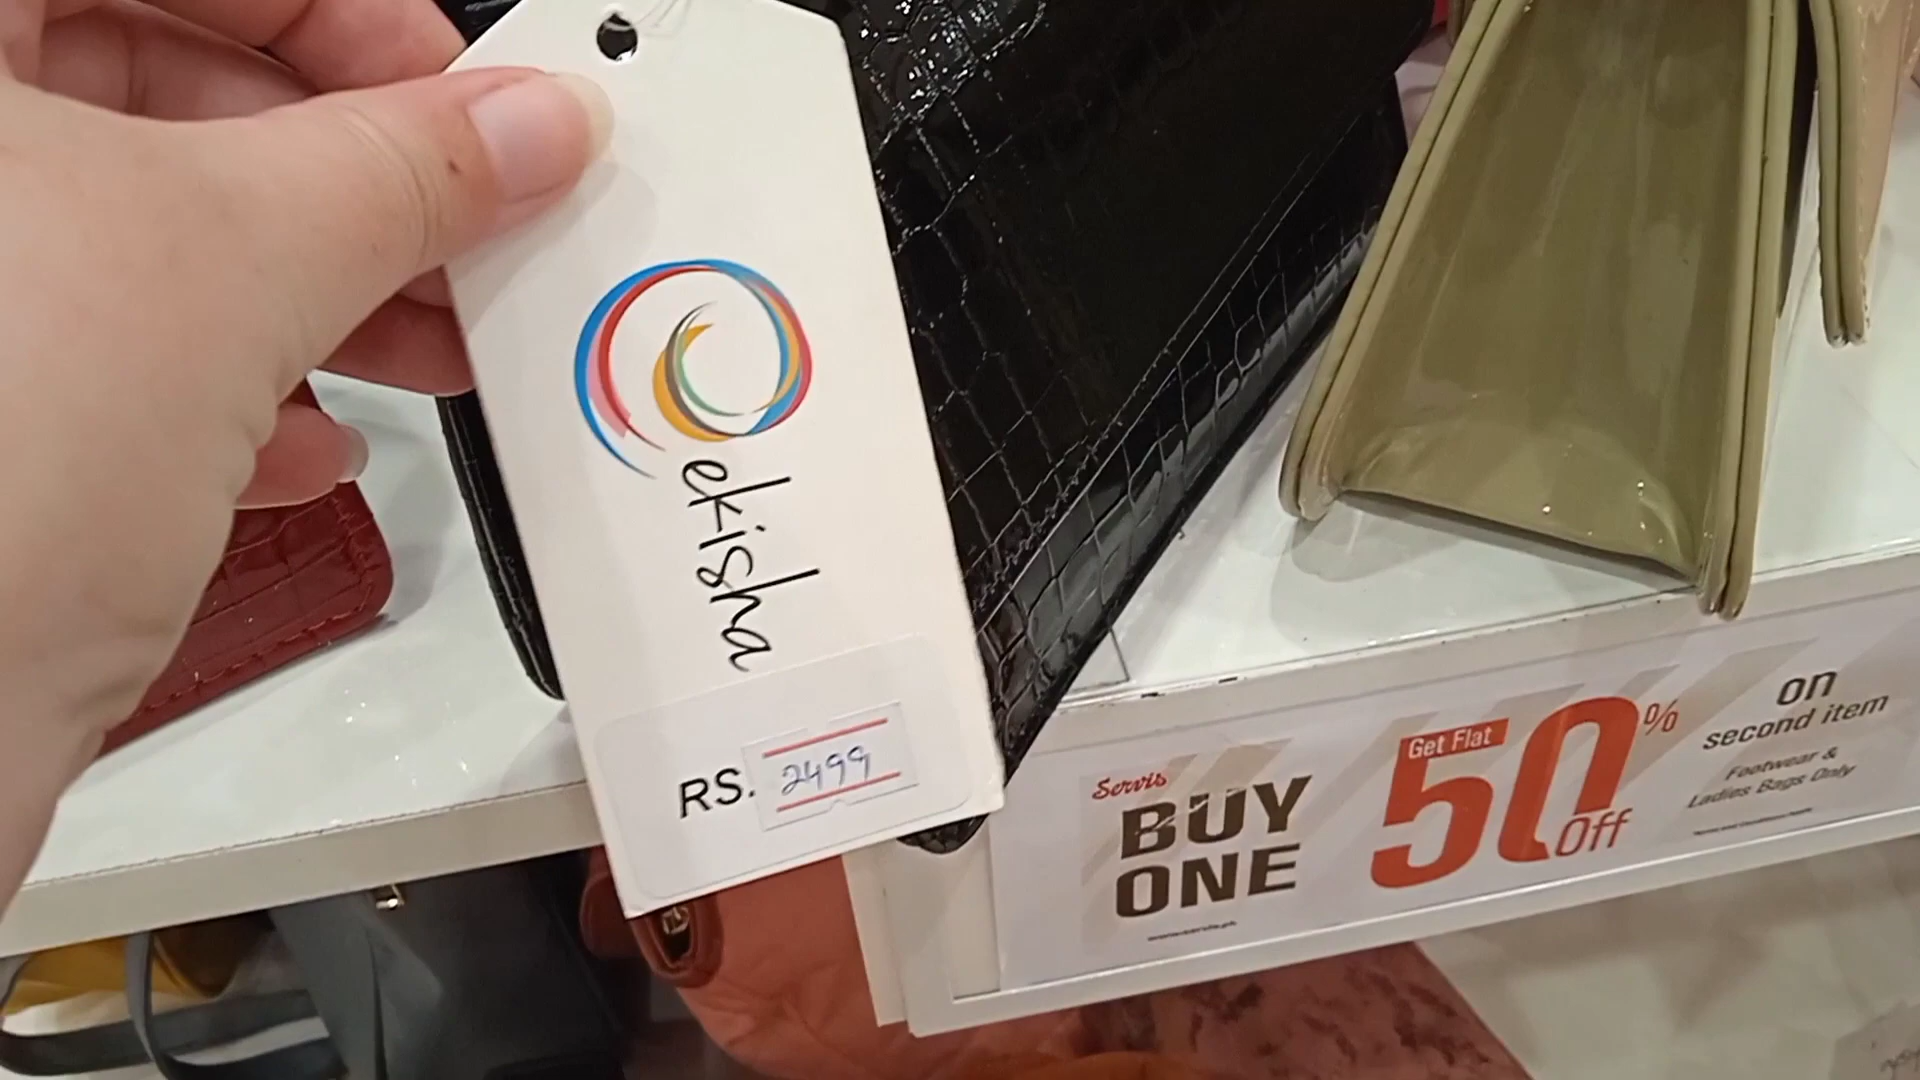 ekisha
RS. 2499
Servis
BUY
ONE
Get Flat
50%
Off
on
second item
Footwear &
Ladies Bags Only